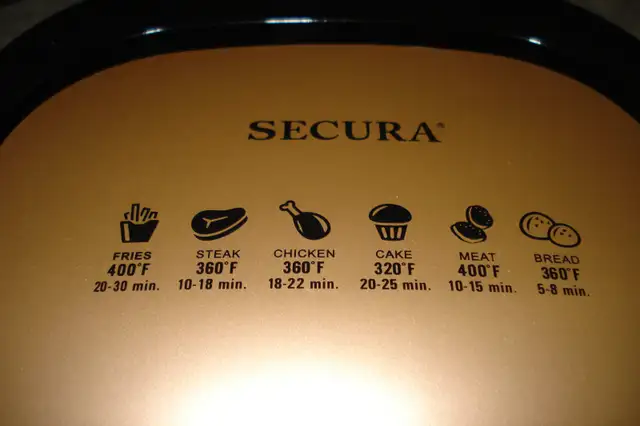 SECURA®
FRIES STEAK CHICKEN CAKE MEAT BREAD
400°F 360°F 360°F 320°F 400°F 360°F
20-30 min. 10-18 min. 18-22 min. 20-25 min. 10-15 min. 5-8 min.